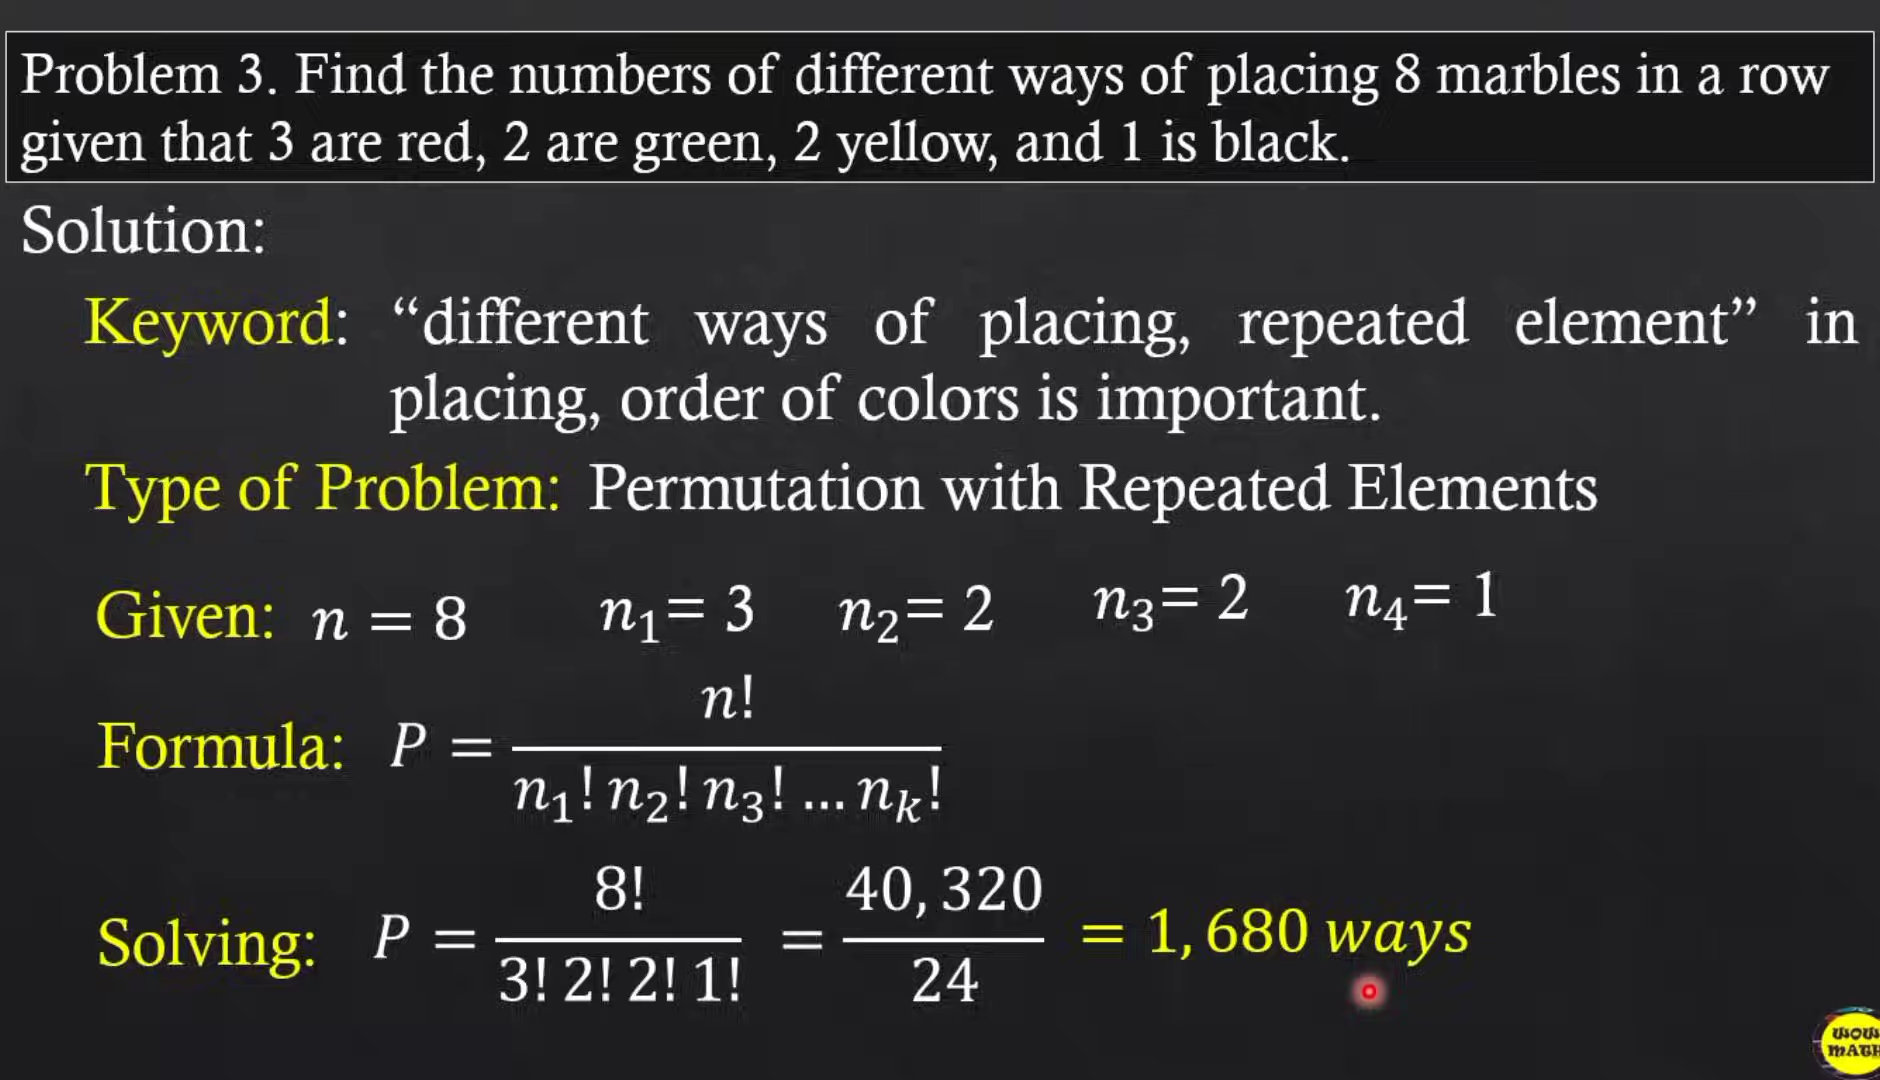 Problem 3. Find the numbers of different ways of placing 8 marbles in a row
given that 3 are red, 2 are green, 2 yellow, and 1 is black.
Solution:
Keyword: “different ways of placing, repeated element” in
placing, order of colors is important.
Type of Problem: Permutation with Repeated Elements
Given: n = 8 n₁= 3 n₂= 2 n₃= 2 n₄= 1
Formula: P = n! / n₁! n₂! n₃! … nₖ!
Solving: P = 8! / 3! 2! 2! 1! = 40,320 / 24 = 1,680 ways
WOW
MATH